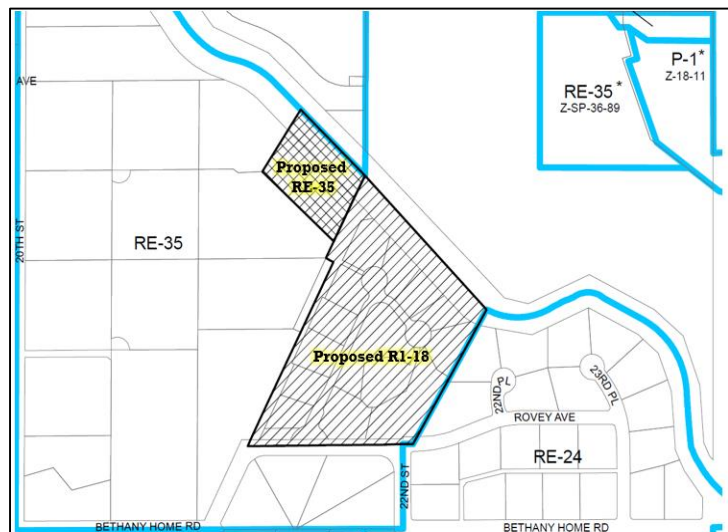 P-1*
Z-18-11
RE-35*
Z-SP-36-89
AVE
Proposed
RE-35
20TH ST
RE-35
Proposed R1-18
22ND PL
23RD PL
ROVEY AVE
RE-24
22ND ST
BETHANY HOME RD
BETHANY HOME RD